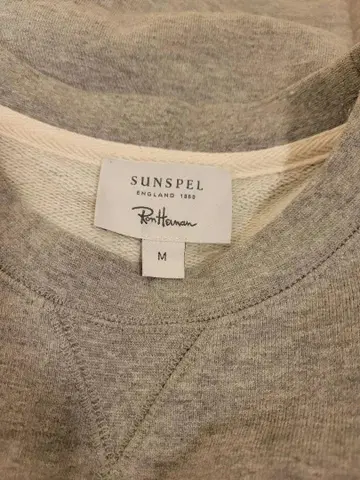 SUNSPEL
ENGLAND 1860
Ron Herman
M